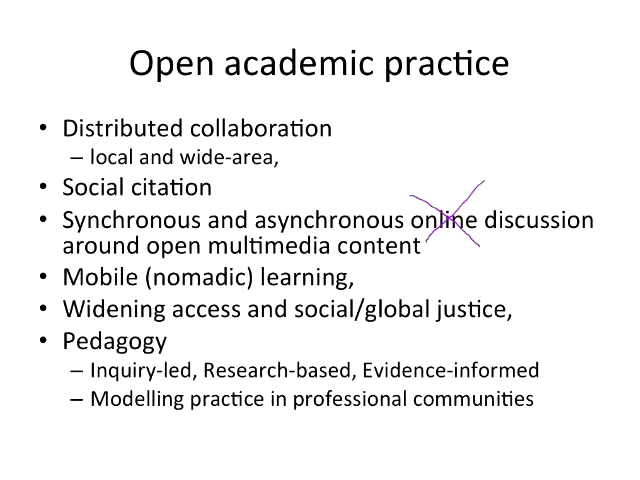 Open academic practice
• Distributed collaboration
– local and wide-area,
• Social citation
• Synchronous and asynchronous online discussion
around open multimedia content
• Mobile (nomadic) learning,
• Widening access and social/global justice,
• Pedagogy
– Inquiry-led, Research-based, Evidence-informed
– Modelling practice in professional communities